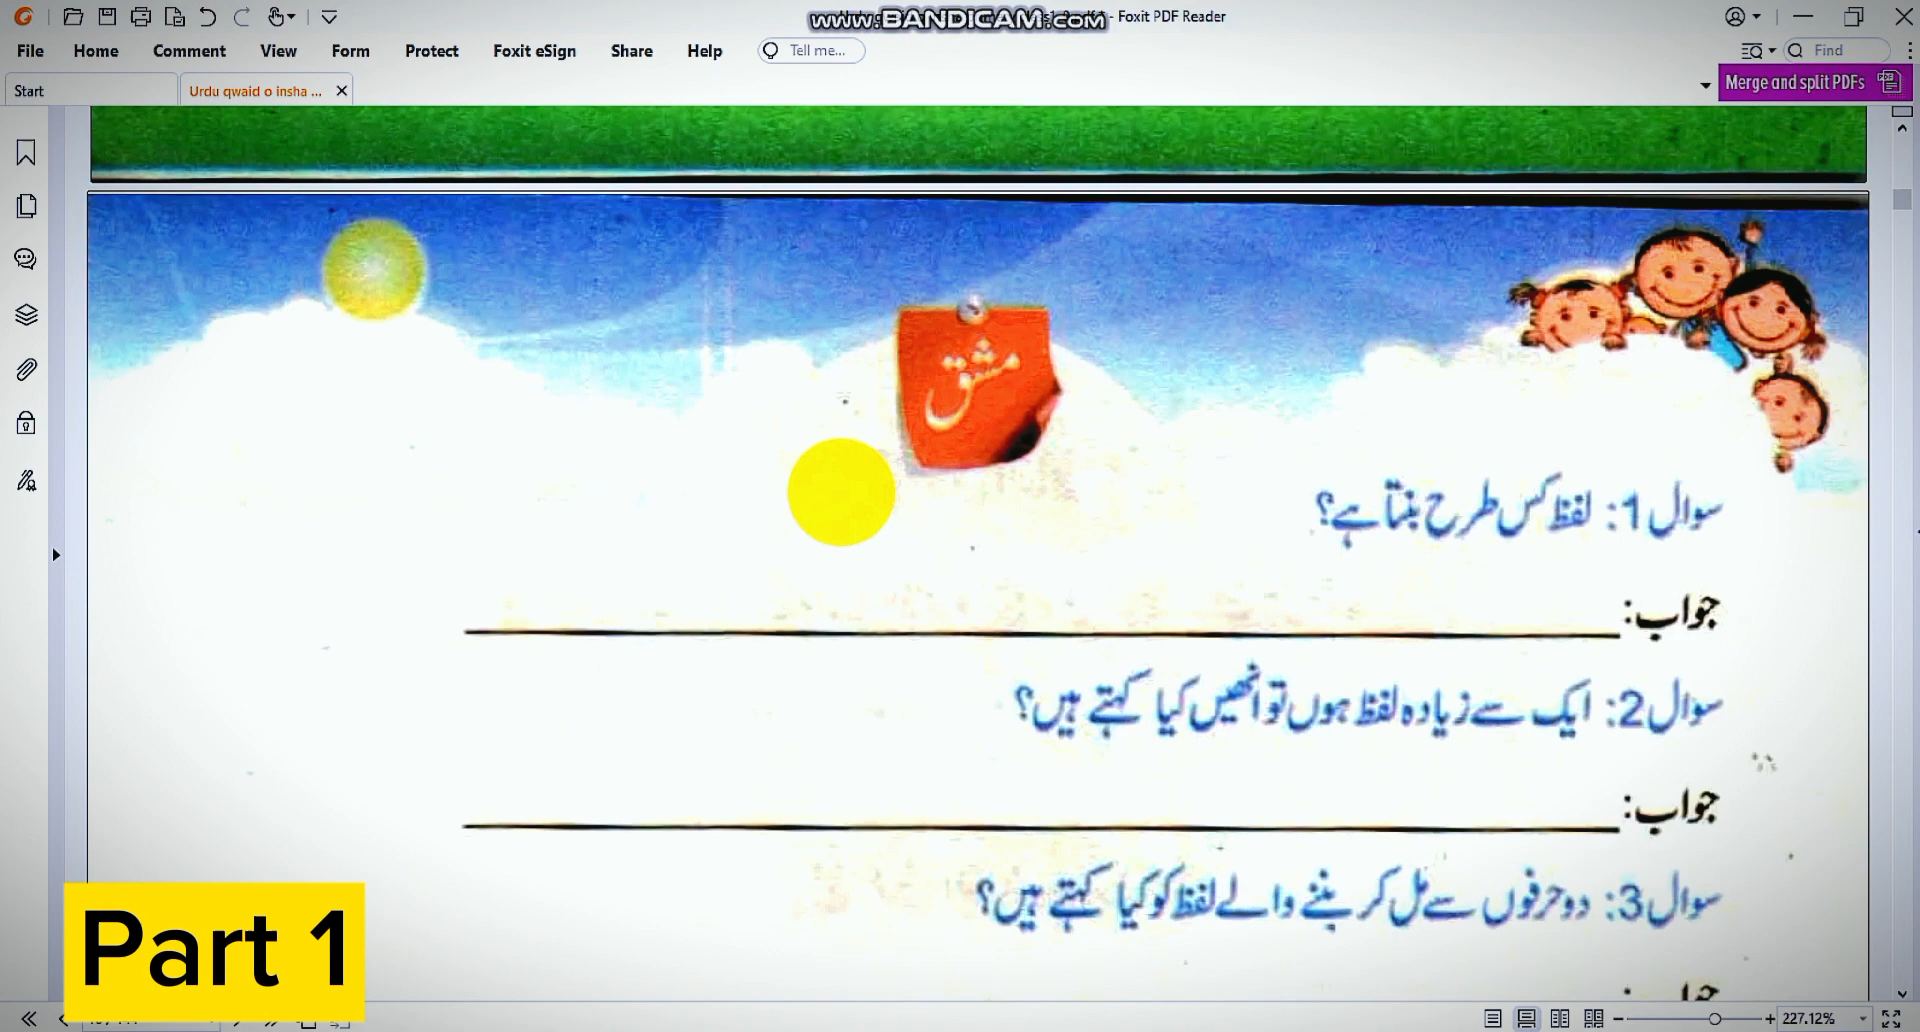 www.BANDICAM.com
- Foxit PDF Reader
File Home Comment View Form Protect Foxit eSign Share Help Tell me... Find
Start Urdu qwaid o insha ... Merge and split PDFs
مشق
سوال 1: لفظ کس طرح بنتا ہے؟
جواب:
سوال 2: ایک سے زیادہ لفظ ہوں تو انھیں کیا کہتے ہیں؟
جواب:
سوال 3: دو حرفوں سے مل کر بننے والے لفظ کو کیا کہتے ہیں؟
Part 1
227.12%